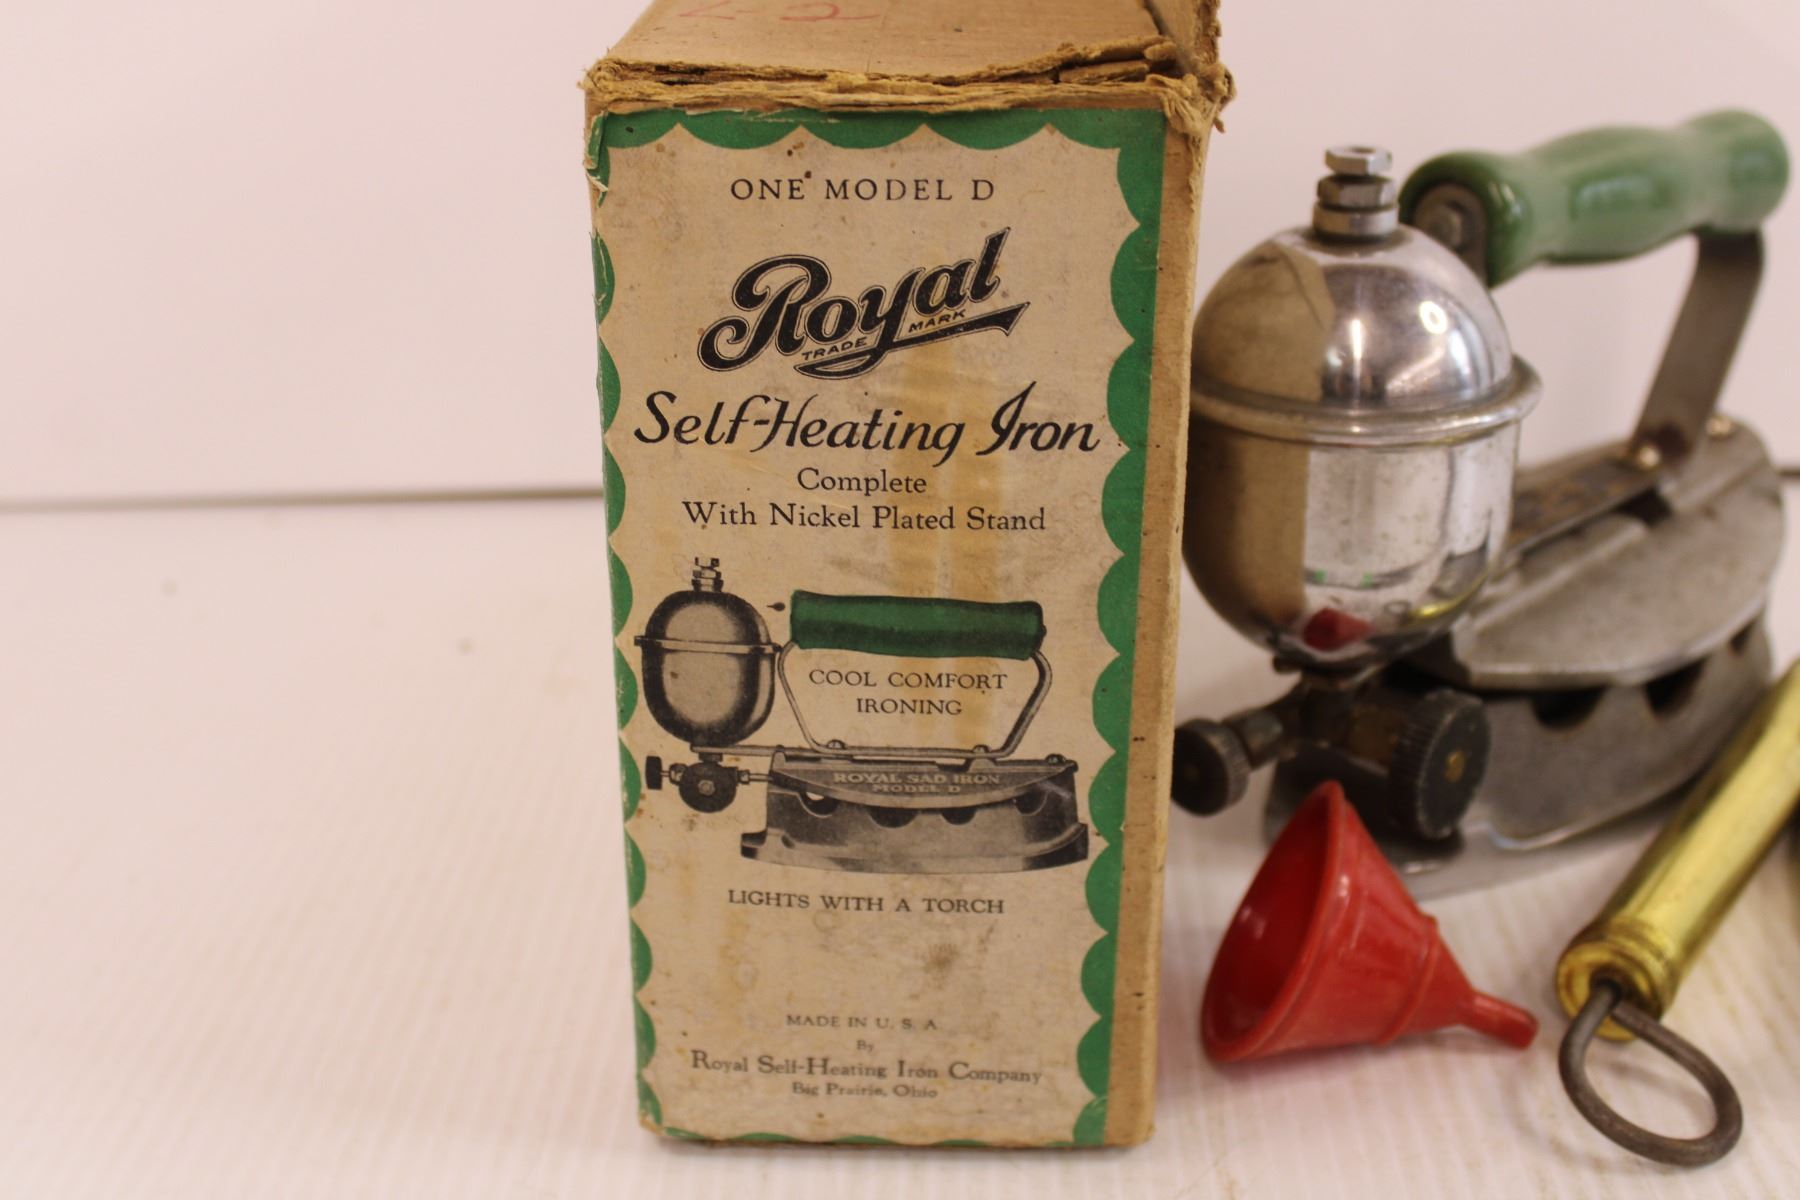 ONE MODEL D
Royal
TRADE MARK
Self-Heating Iron
Complete
With Nickel Plated Stand
COOL COMFORT
IRONING
ROYAL SAD IRON
MODEL D
LIGHTS WITH A TORCH
MADE IN U. S. A
By
Royal Self-Heating Iron Company
Big Prairie, Ohio